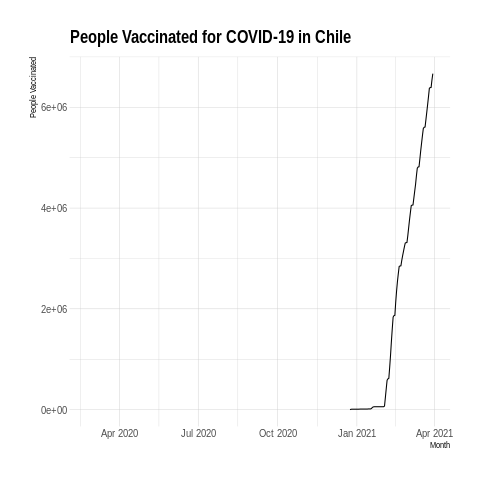 People Vaccinated for COVID-19 in Chile
People Vaccinated
6e+06
4e+06
2e+06
0e+00
Apr 2020 Jul 2020 Oct 2020 Jan 2021 Apr 2021
Month